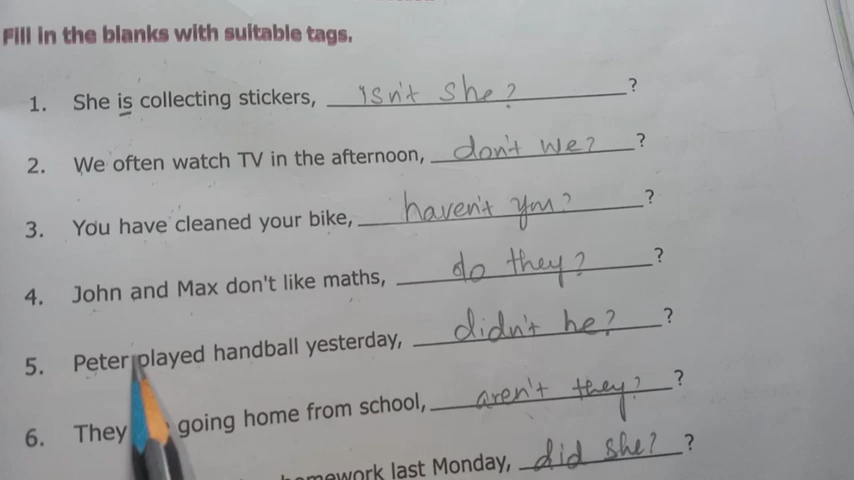 Fill in the blanks with suitable tags.
1. She is collecting stickers, isn't she? ?
2. We often watch TV in the afternoon, don't we? ?
3. You have cleaned your bike, haven't you? ?
4. John and Max don't like maths, do they? ?
5. Peter played handball yesterday, didn't he? ?
6. They going home from school, aren't they? ?
homework last Monday, did she? ?